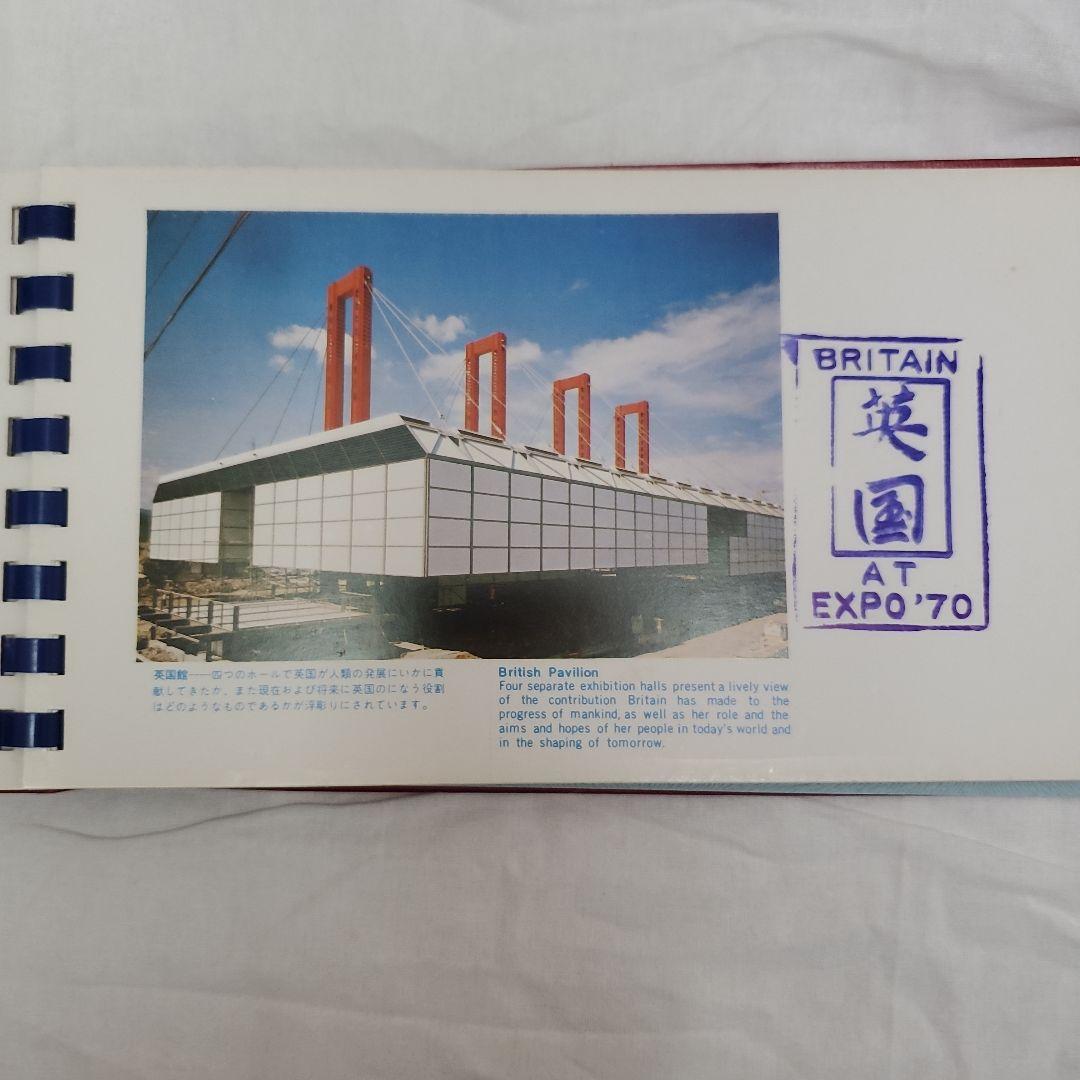 英国館——四つのホールで英国が人類の発展にいかに貢
献してきたか、また現在および将来に英国のになう役割
はどのようなものであるかが浮彫りにされています。
British Pavilion
Four separate exhibition halls present a lively view
of the contribution Britain has made to the
progress of mankind, as well as her role and the
aims and hopes of her people in today's world and
in the shaping of tomorrow.
BRITAIN
英
国
AT
EXPO'70